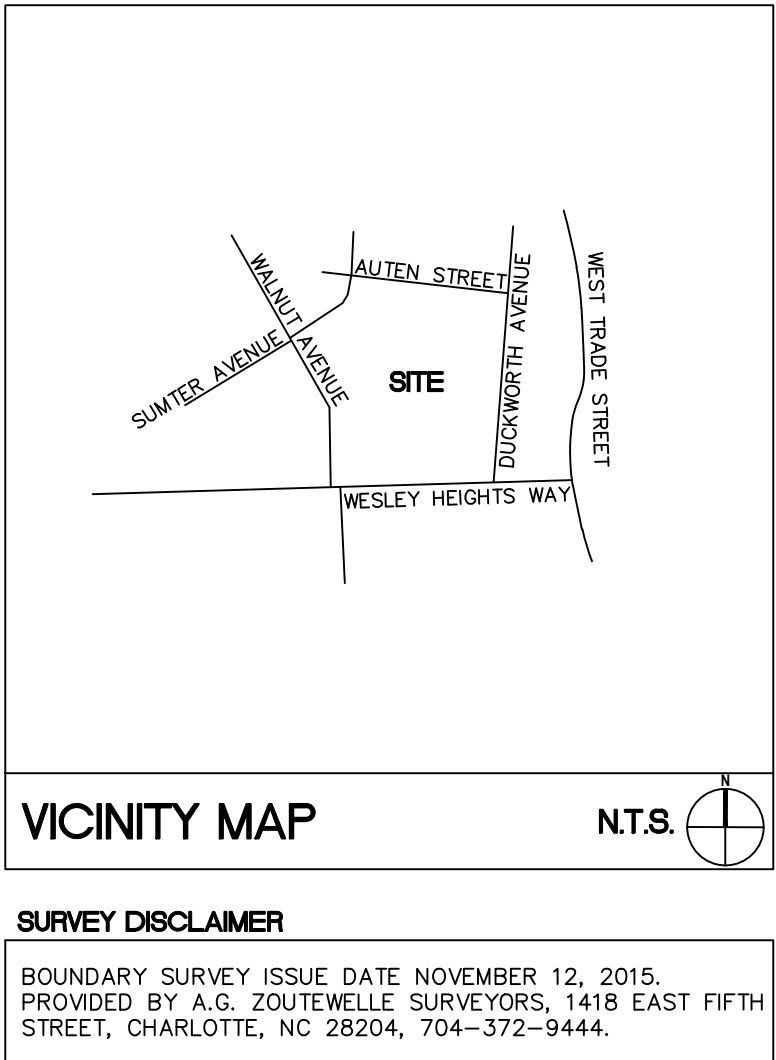 WALNUT AVENUE
AUTEN STREET
DUCKWORTH AVENUE
WEST TRADE STREET
SUMTER AVENUE
SITE
WESLEY HEIGHTS WAY
N
VICINITY MAP
N.T.S.
SURVEY DISCLAIMER
BOUNDARY SURVEY ISSUE DATE NOVEMBER 12, 2015.
PROVIDED BY A.G. ZOUTEWELLE SURVEYORS, 1418 EAST FIFTH
STREET, CHARLOTTE, NC 28204, 704-372-9444.